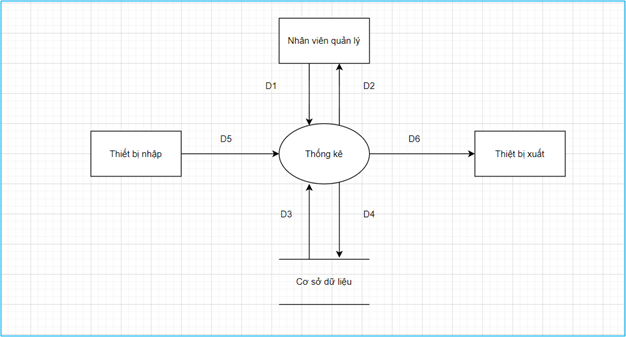 Nhân viên quản lý
D1
D2
Thiết bị nhập
D5
Thống kê
D6
Thiệt bị xuất
D3
D4
Cơ sở dữ liệu